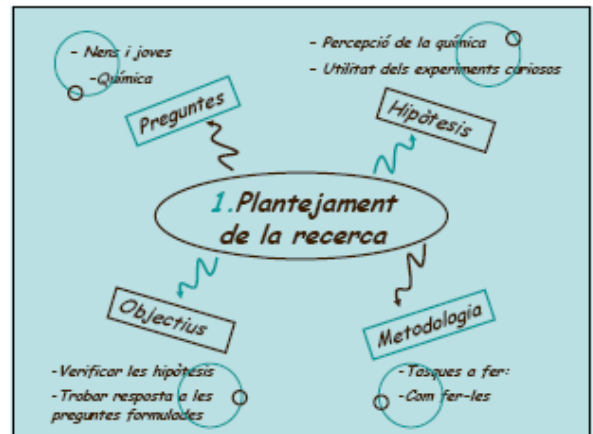 - Nens i joves
-Química
Preguntes
- Percepció de la química
- Utilitat dels experiments curiosos
Hipòtesis
1.Plantejament
de la recerca
Objectius
-Verificar les hipòtesis
-Trobar resposta a les
preguntes formulades
Metodologia
-Tasques a fer:
-Com fer-les